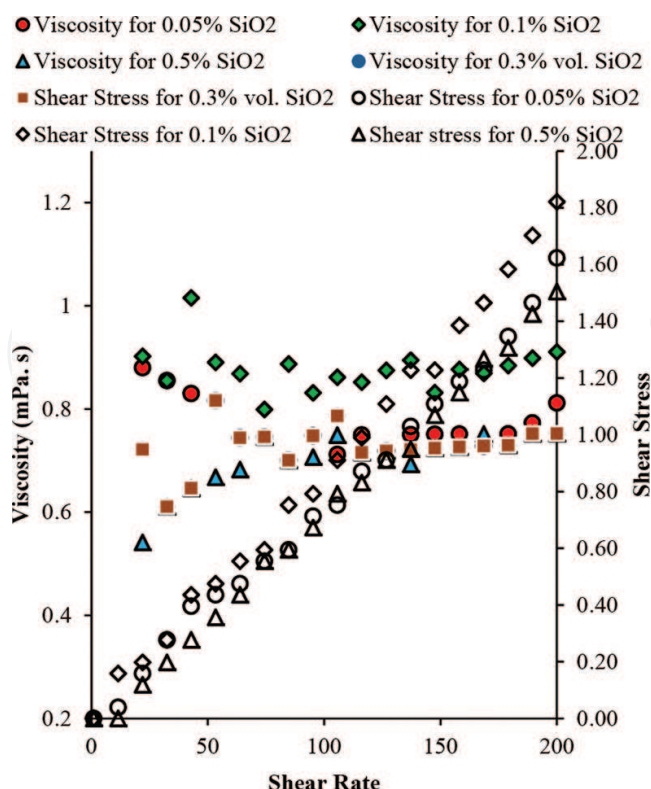 Viscosity for 0.05% SiO2
Viscosity for 0.1% SiO2
Viscosity for 0.5% SiO2
Viscosity for 0.3% vol. SiO2
Shear Stress for 0.3% vol. SiO2
Shear Stress for 0.05% SiO2
Shear Stress for 0.1% SiO2
Shear stress for 0.5% SiO2
Viscosity (mPa. s)
1.2
1
0.8
0.6
0.4
0.2
2.00
1.80
1.60
1.40
1.20
1.00
0.80
0.60
0.40
0.20
0.00
Shear Stress
0
50
100
150
200
Shear Rate